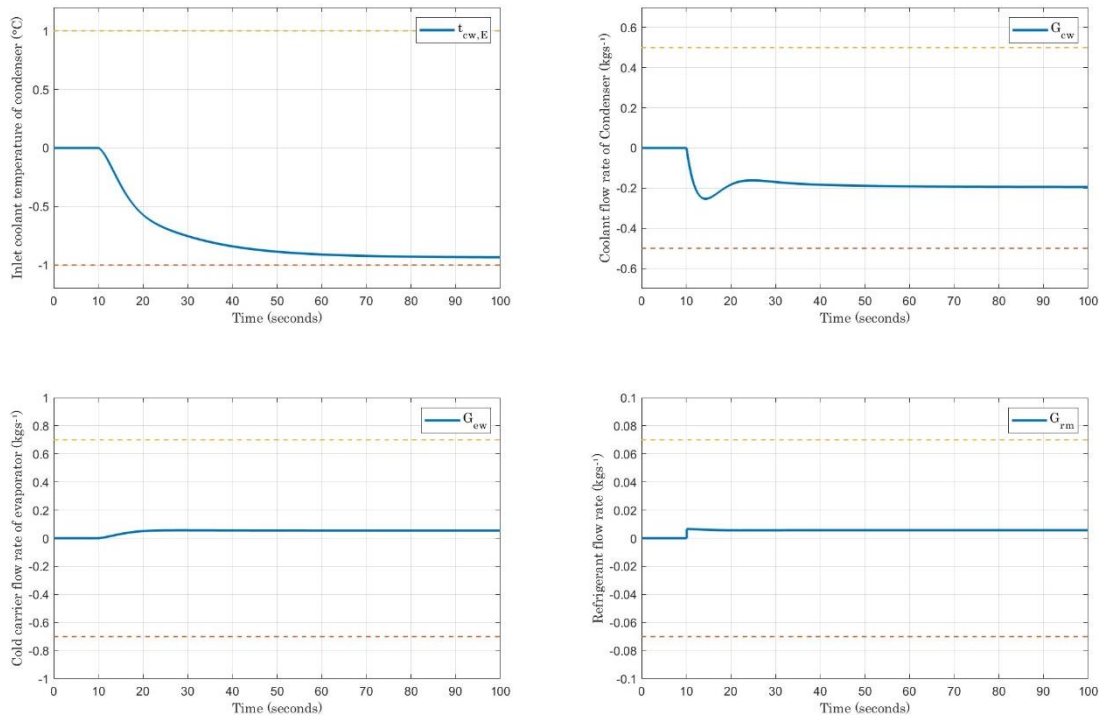 Inlet coolant temperature of condenser (°C)
1
0.5
0
-0.5
-1
0 10 20 30 40 50 60 70 80 90 100
Time (seconds)
t_cw,E
Coolant flow rate of Condenser (kgs⁻¹)
0.6
0.4
0.2
0
-0.2
-0.4
-0.6
0 10 20 30 40 50 60 70 80 90 100
Time (seconds)
G_cw
Cold carrier flow rate of evaporator (kgs⁻¹)
1
0.8
0.6
0.4
0.2
0
-0.2
-0.4
-0.6
-0.8
-1
0 10 20 30 40 50 60 70 80 90 100
Time (seconds)
G_ew
Refrigerant flow rate (kgs⁻¹)
0.1
0.08
0.06
0.04
0.02
0
-0.02
-0.04
-0.06
-0.08
-0.1
0 10 20 30 40 50 60 70 80 90 100
Time (seconds)
G_rm